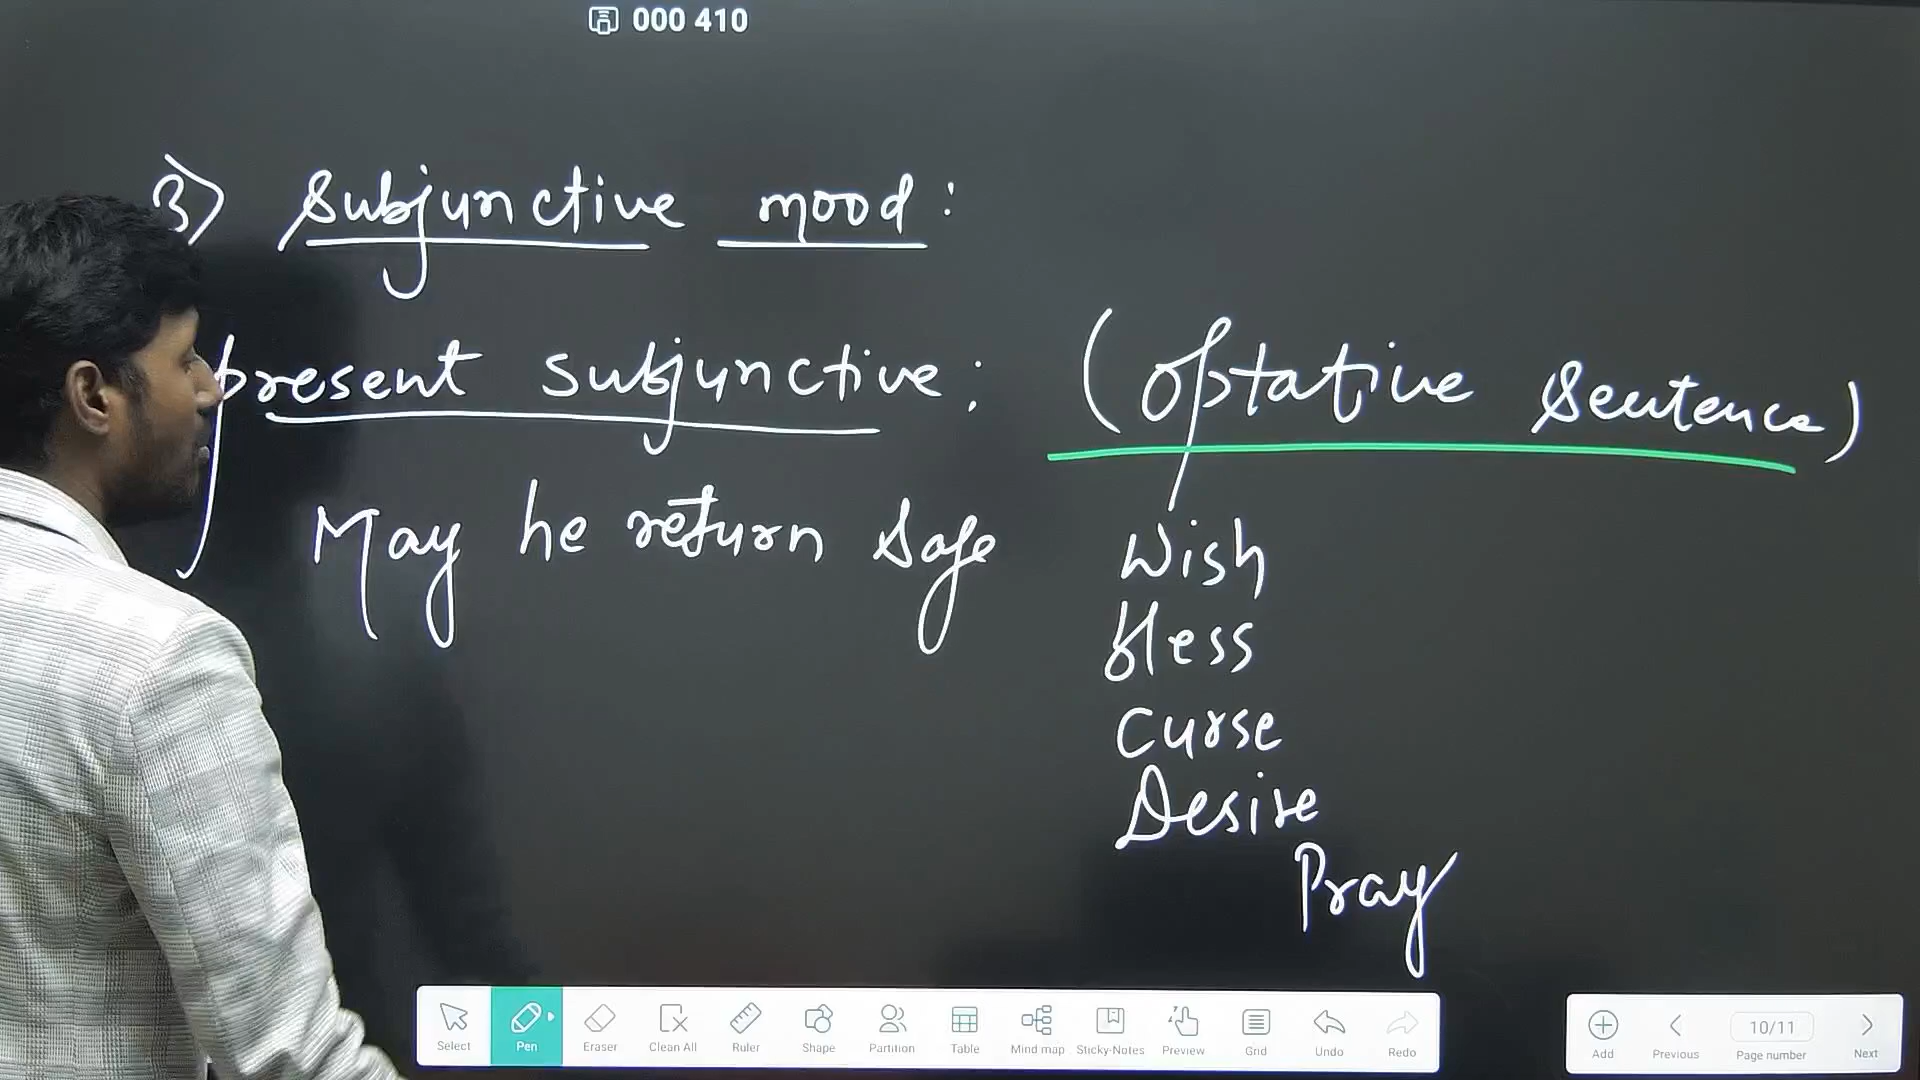 000 410
3) Subjunctive mood:
present subjunctive: (Optative Sentence)
May he return safe
Wish
Bless
Curse
Desire
Pray
Select Pen Eraser Clean All Ruler Shape Partition Table Mind map Sticky-Notes Preview Grid Undo Redo
Add Previous 10/11 Page number Next